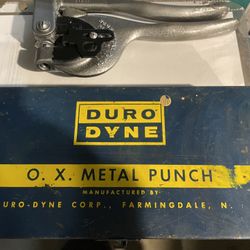 DURO
DYNE
O. X. METAL PUNCH
MANUFACTURED BY
URO-DYNE CORP., FARMINGDALE, N.